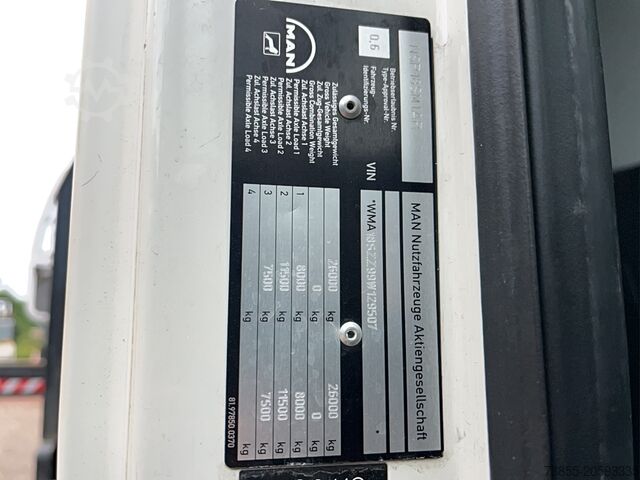 MAN Nutzfahrzeuge Aktiengesellschaft
Betriebserlaubnis Nr.
Type-Approval-Nr.
0.6
Fahrzeug-
Identifizierungs-Nr.
VIN
*WMA18SZZ99W129507
MAN
Zulässiges Gesamtgewicht
Gross Vehicle Weight
26000 kg 26000 kg
Zul. Zug-Gesamtgewicht
Gross Combination Weight
0 kg 0 kg
Zul. Achslast Achse 1
Permissible Axle Load 1
1 8000 kg 8000 kg
Zul. Achslast Achse 2
Permissible Axle Load 2
2 11500 kg 11500 kg
Zul. Achslast Achse 3
Permissible Axle Load 3
3 7500 kg 7500 kg
Zul. Achslast Achse 4
Permissible Axle Load 4
4 kg kg
81.97850.0370